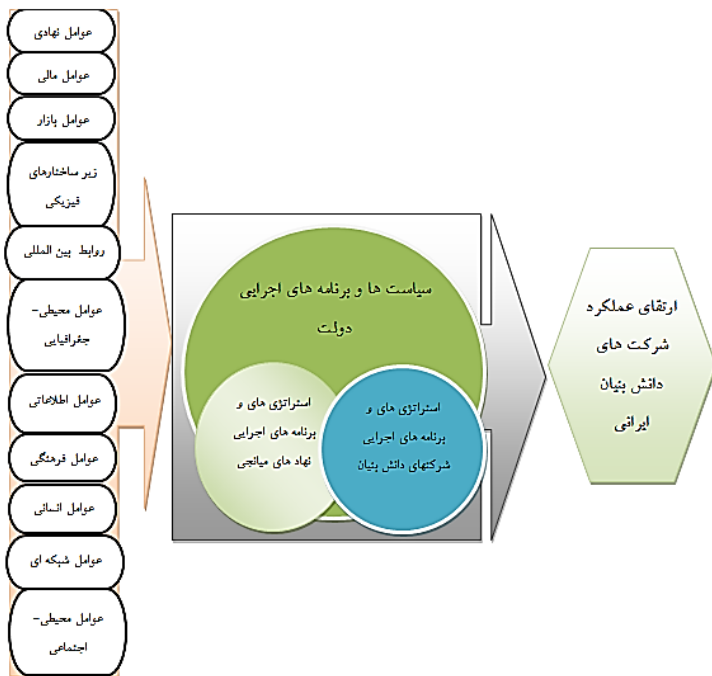 عوامل نهادی
عوامل مالی
عوامل بازار
زیر ساختارهای
فیزیکی
روابط بین المللی
عوامل محیطی-
جغرافیایی
عوامل اطلاعاتی
عوامل فرهنگی
عوامل انسانی
عوامل شبکه ای
عوامل محیطی-
اجتماعی
سیاست ها و برنامه های اجرایی
دولت
استراتژی های و
برنامه های اجرایی
نهاد های میانجی
استراتژی های و
برنامه های اجرایی
شرکتهای دانش بنیان
ارتقای عملکرد
شرکت های
دانش بنیان
ایرانی